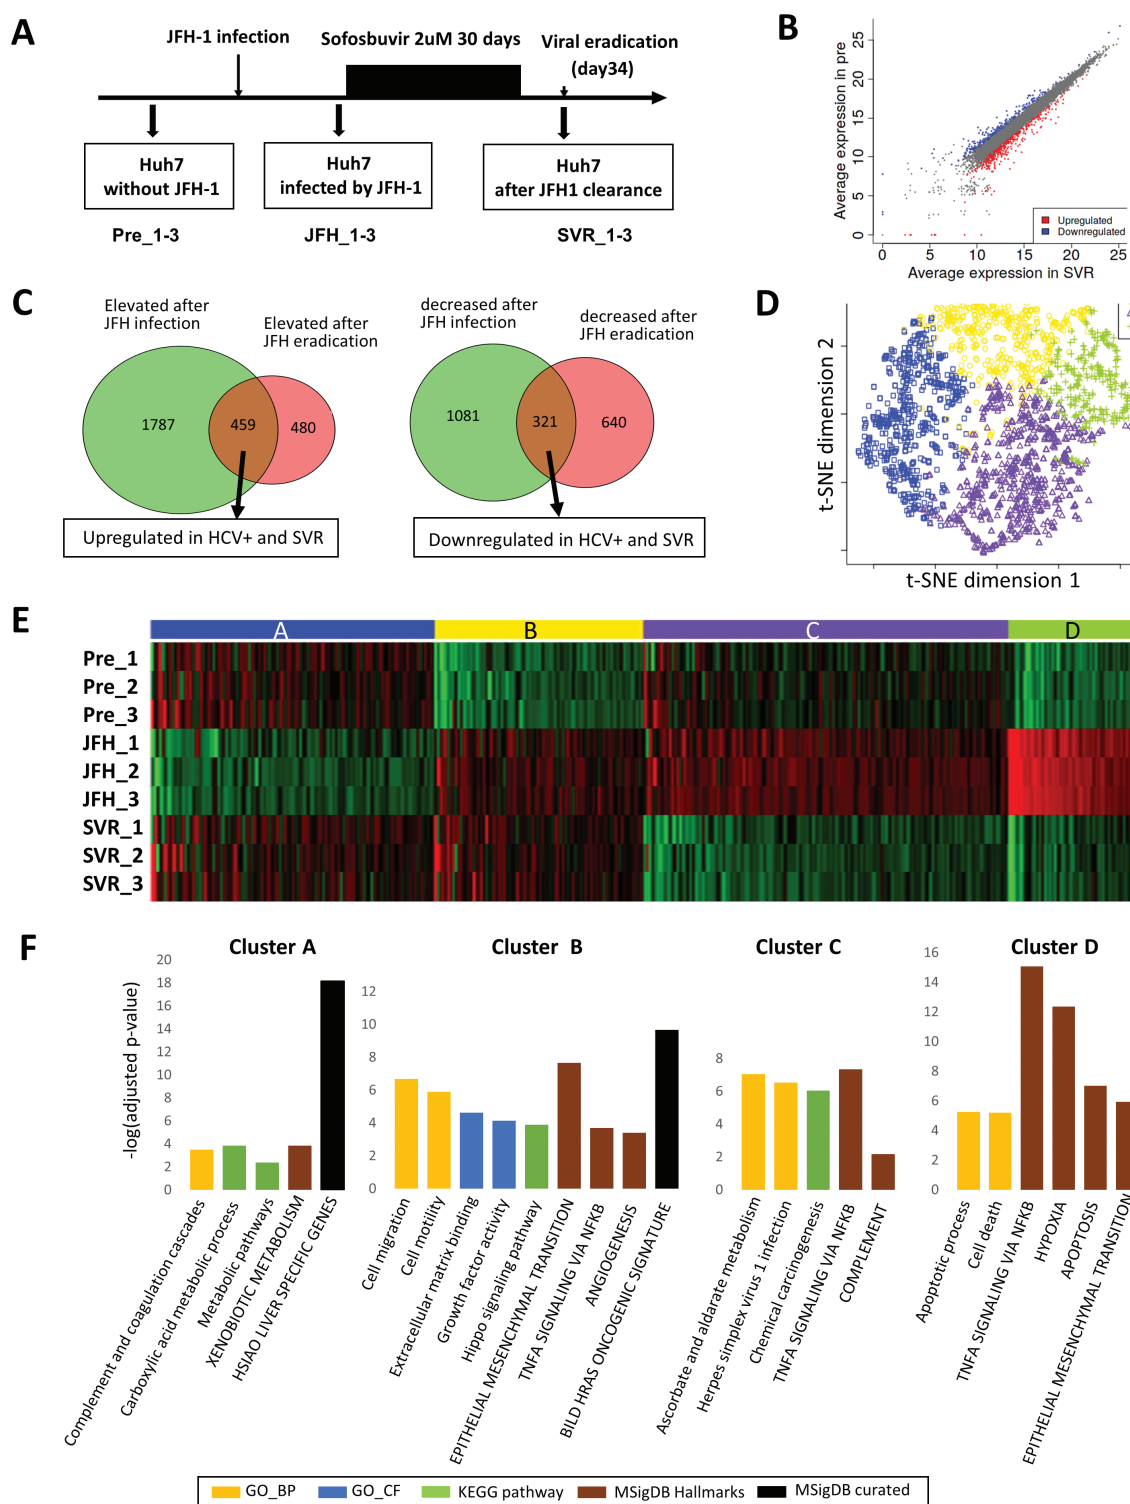 A
JFH-1 infection
Sofosbuvir 2uM 30 days
Viral eradication
(day34)
Huh7
without JFH-1
Huh7
infected by JFH-1
Huh7
after JFH1 clearance
Pre_1-3
JFH_1-3
SVR_1-3
B
Average expression in pre
25
20
15
10
5
0
0 5 10 15 20 25
Average expression in SVR
Upregulated
Downregulated
C
Elevated after
JFH infection
Elevated after
JFH eradication
1787
459
480
Upregulated in HCV+ and SVR
decreased after
JFH infection
decreased after
JFH eradication
1081
321
640
Downregulated in HCV+ and SVR
D
t-SNE dimension 2
t-SNE dimension 1
E
A B C D
Pre_1
Pre_2
Pre_3
JFH_1
JFH_2
JFH_3
SVR_1
SVR_2
SVR_3
F
-log(adjusted p-value)
Cluster A
20
18
16
14
12
10
8
6
4
2
0
Complement and coagulation cascades
Carboxylic acid metabolic process
Metabolic pathways
XENOBIOTIC METABOLISM
HSIAO LIVER SPECIFIC GENES
Cluster B
12
10
8
6
4
2
0
Cell migration
Cell motility
Extracellular matrix binding
Growth factor activity
Hippo signaling pathway
EPITHELIAL MESENCHYMAL TRANSITION
TNFA SIGNALING VIA NFKB
ANGIOGENESIS
BILD HRAS ONCOGENIC SIGNATURE
Cluster C
8
6
4
2
0
Ascorbate and aldarate metabolism
Herpes simplex virus 1 infection
Chemical carcinogenesis
TNFA SIGNALING VIA NFKB
COMPLEMENT
Cluster D
16
14
12
10
8
6
4
2
0
Apoptotic process
Cell death
TNFA SIGNALING VIA NFKB
HYPOXIA
APOPTOSIS
EPITHELIAL MESENCHYMAL TRANSITION
GO_BP
GO_CF
KEGG pathway
MSigDB Hallmarks
MSigDB curated